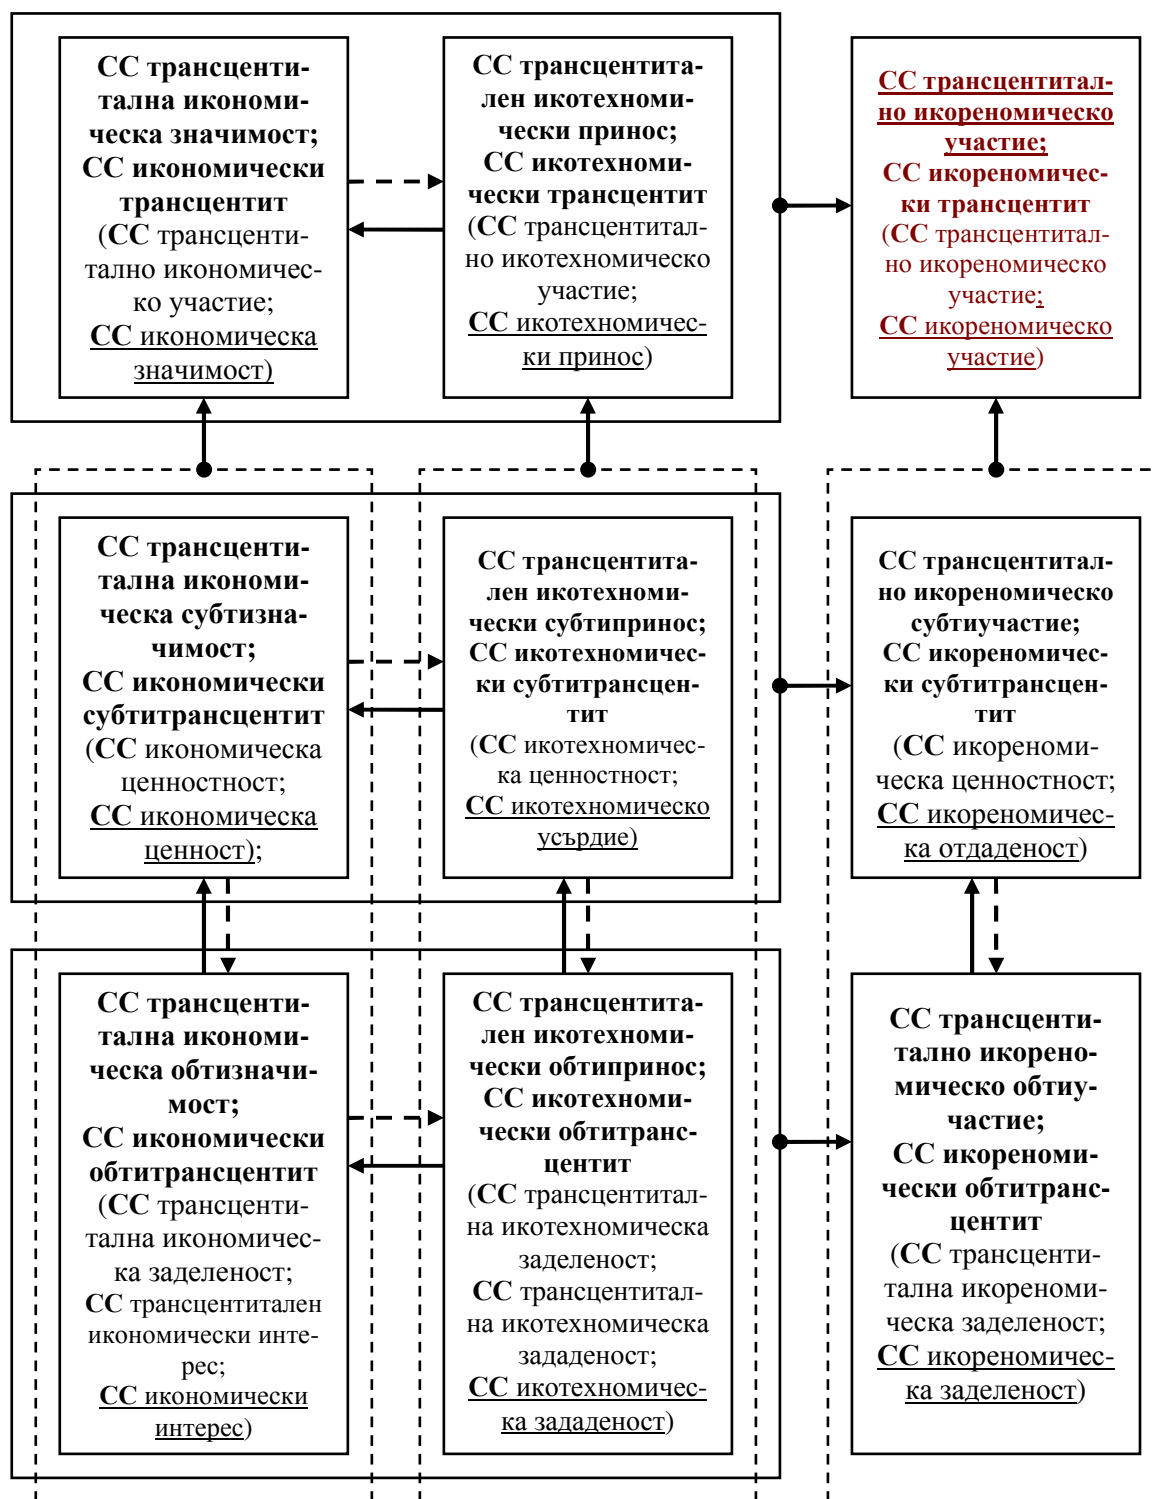 СС трансценти-
тална икономи-
ческа значимост;
СС икономически
трансцентит
(СС трансценти-
тално икономичес-
ко участие;
СС икономическа
значимост)
СС трансцентита-
лен икотехноми-
чески принос;
СС икотехноми-
чески трансцентит
(СС трансцентитал-
но икотехномическо
участие;
СС икотехномичес-
ки принос)
СС трансцентитал-
но икореномическо
участие;
СС икореномичес-
ки трансцентит
(СС трансцентитал-
но икореномическо
участие;
СС икореномическо
участие)
СС трансценти-
тална икономи-
ческа субтизна-
чимост;
СС икономически
субтитрансцентит
(СС икономическа
ценностност;
СС икономическа
ценност);
СС трансцентита-
лен икотехноми-
чески субтипринос;
СС икотехномичес-
ки субтитрансцен-
тит
(СС икотехномичес-
ка ценностност;
СС икотехномическо
усърдие)
СС трансцентитал-
но икореномическо
субтиучастие;
СС икореномичес-
ки субтитрансцен-
тит
(СС икореноми-
ческа ценностност;
СС икореномичес-
ка отдаденост)
СС трансценти-
тална икономи-
ческа обтизначи-
мост;
СС икономически
обтитрансцентит
(СС трансценти-
тална икономичес-
ка заделеност;
СС трансцентитален
икономически инте-
рес;
СС икономически
интерес)
СС трансцентита-
лен икотехноми-
чески обтипринос;
СС икотехноми-
чески обтитранс-
центит
(СС трансцентитал-
на икотехномическа
заделеност;
СС трансцентитал-
на икотехномическа
зададеност;
СС икотехномичес-
ка зададеност)
СС трансценти-
тално икорено-
мическо обтиу-
частие;
СС икореноми-
чески обтитранс-
центит
(СС трансценти-
тална икореноми-
ческа заделеност;
СС икореномичес-
ка заделеност)